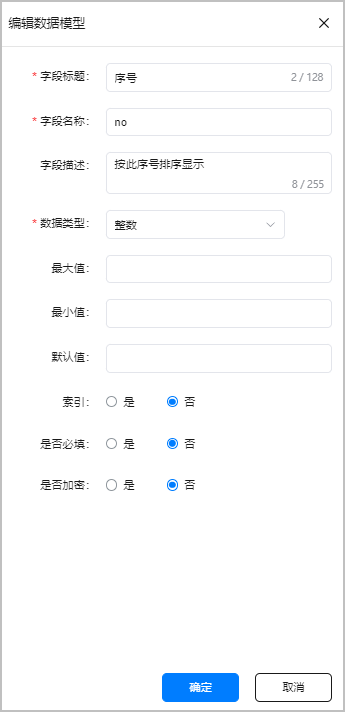 编辑数据模型
* 字段标题： 序号 2 / 128
* 字段名称： no
字段描述： 按此序号排序显示
8 / 255
* 数据类型： 整数
最大值：
最小值：
默认值：
索引： 是 否
是否必填： 是 否
是否加密： 是 否
确定 取消